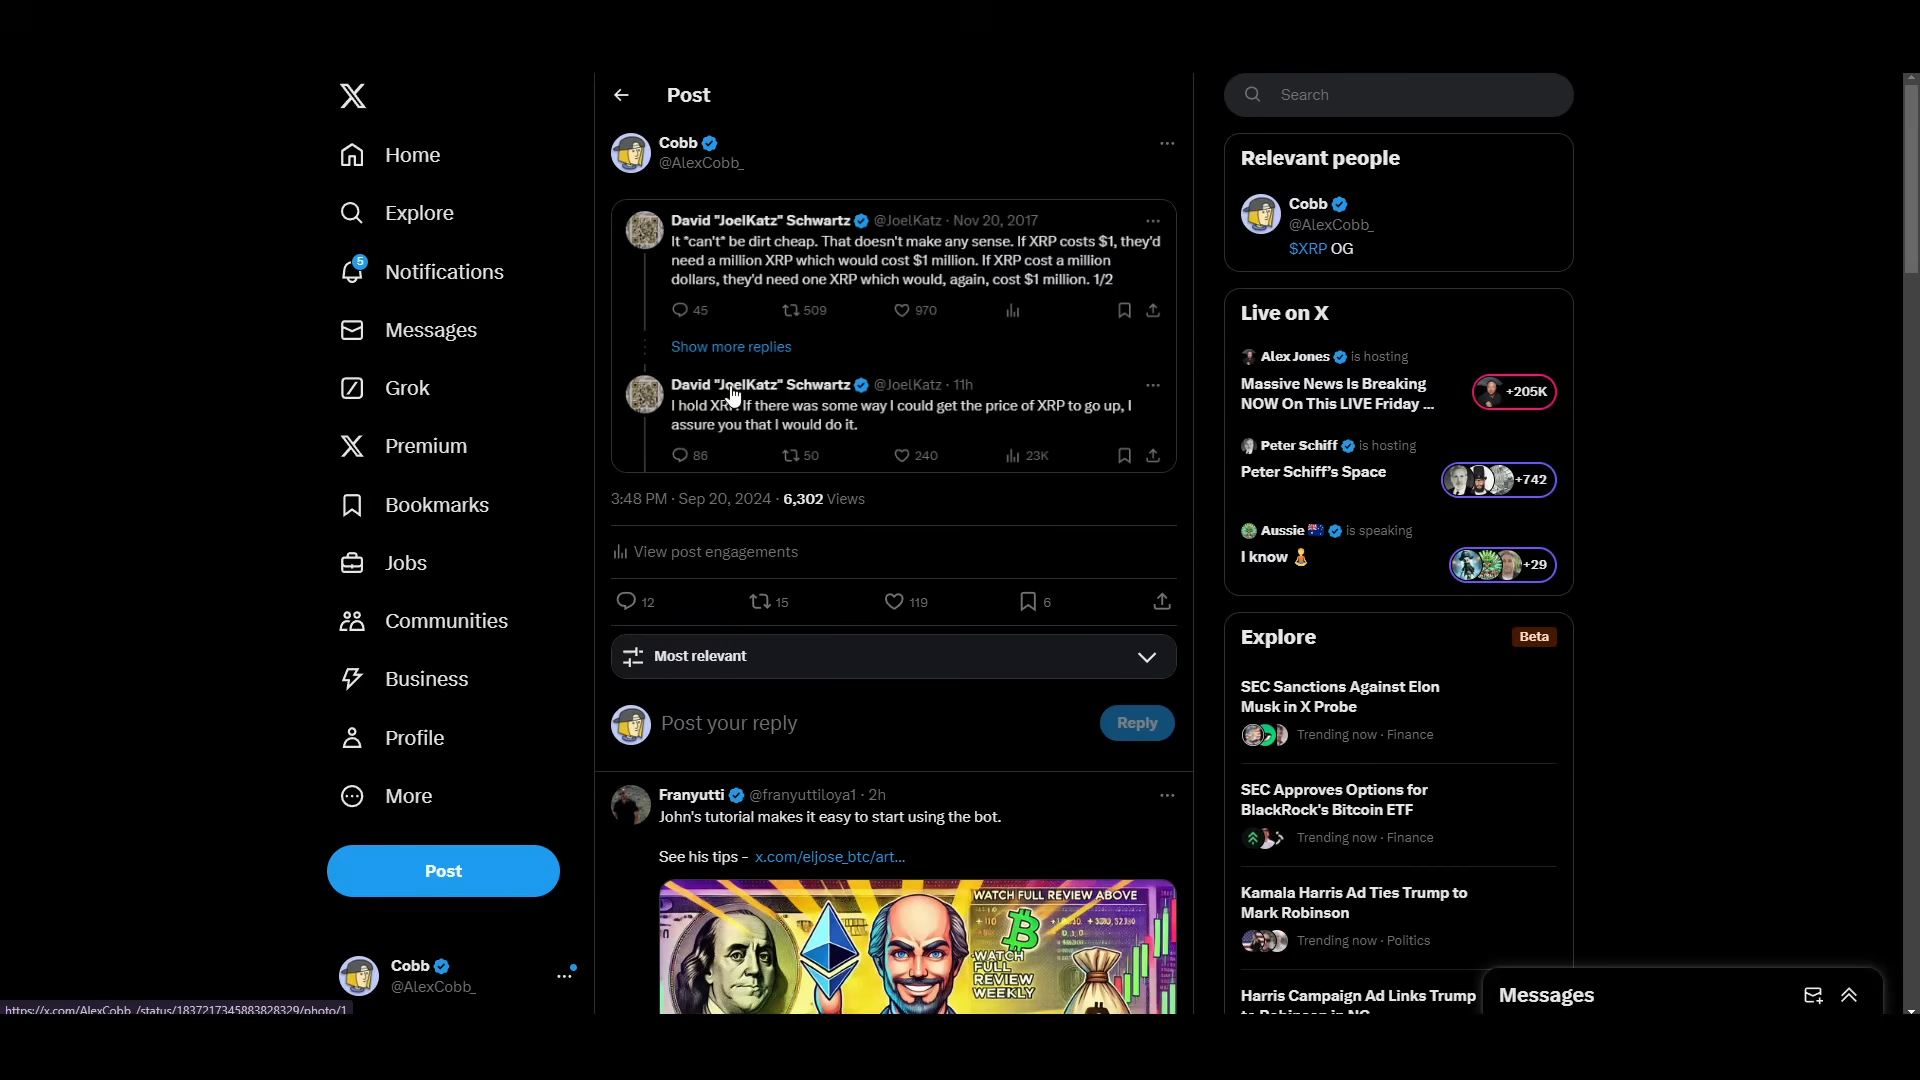 Home
Explore
5
Notifications
Messages
Grok
Premium
Bookmarks
Jobs
Communities
Business
Profile
More
Post
Cobb
@AlexCobb_
https://x.com/AlexCobb_/status/1837217345883828329/photo/1
Post
Cobb
@AlexCobb_
David "JoelKatz" Schwartz @JoelKatz · Nov 20, 2017
It *can't* be dirt cheap. That doesn't make any sense. If XRP costs $1, they'd
need a million XRP which would cost $1 million. If XRP cost a million
dollars, they'd need one XRP which would, again, cost $1 million. 1/2
45 509 970
Show more replies
David "JoelKatz" Schwartz @JoelKatz · 11h
I hold XRP. If there was some way I could get the price of XRP to go up, I
assure you that I would do it.
86 50 240 23K
3:48 PM · Sep 20, 2024 · 6,302 Views
View post engagements
12 15 119 6
Most relevant
Post your reply
Reply
Franyutti @franyuttiloya1 · 2h
John's tutorial makes it easy to start using the bot.
See his tips - x.com/eljose_btc/art...
WATCH FULL REVIEW ABOVE
WATCH
FULL
REVIEW
WEEKLY
Search
Relevant people
Cobb
@AlexCobb_
$XRP OG
Live on X
Alex Jones is hosting
Massive News Is Breaking
NOW On This LIVE Friday ...
+205K
Peter Schiff is hosting
Peter Schiff's Space
+742
Aussie 🇦🇺 is speaking
I know 🧘
+29
Explore
Beta
SEC Sanctions Against Elon
Musk in X Probe
Trending now · Finance
SEC Approves Options for
BlackRock's Bitcoin ETF
Trending now · Finance
Kamala Harris Ad Ties Trump to
Mark Robinson
Trending now · Politics
Harris Campaign Ad Links Trump
to Robinson in NC
Messages